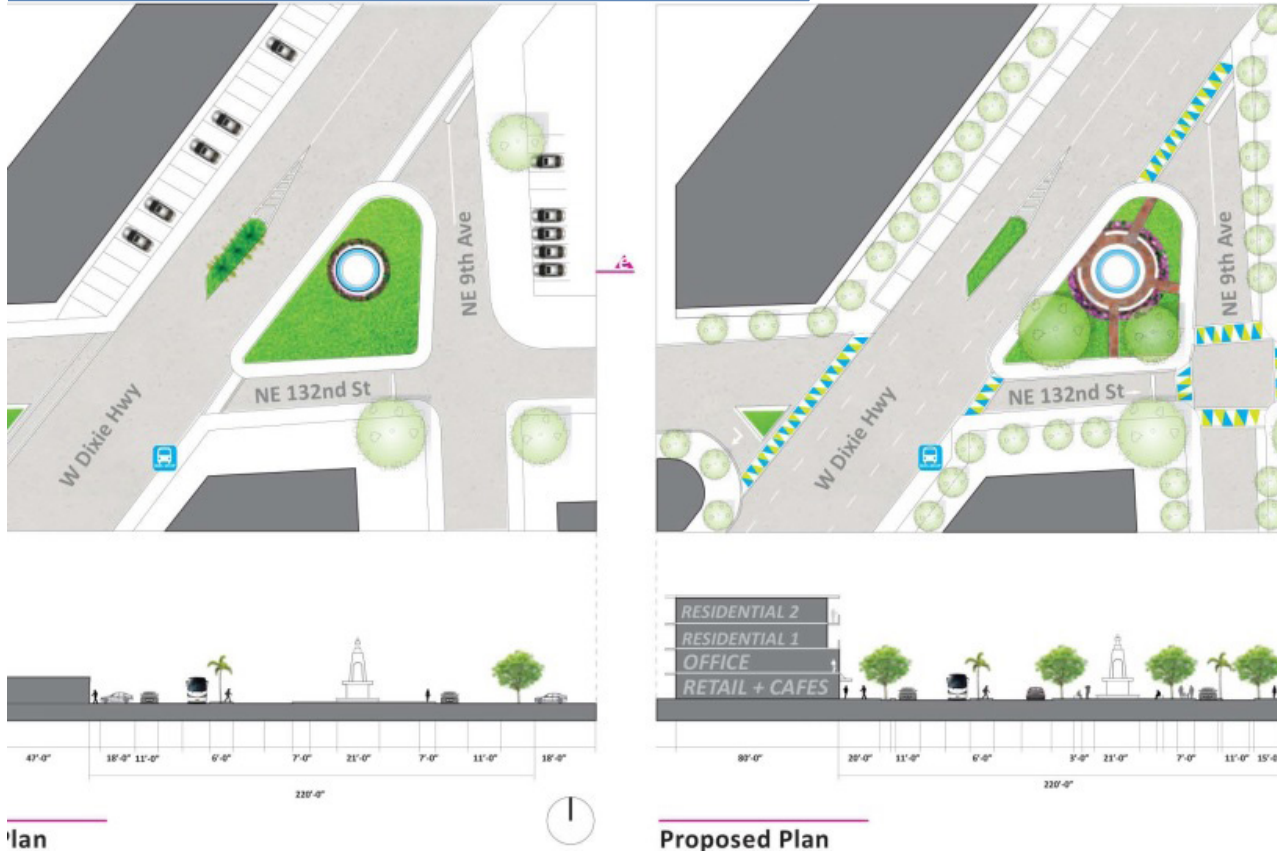 NE 9th Ave
NE 132nd St
W Dixie Hwy
47'-0" 18'-0" 11'-0" 6'-0" 7'-0" 21'-0" 7'-0" 11'-0" 18'-0"
220'-0"
Plan
NE 9th Ave
NE 132nd St
W Dixie Hwy
RESIDENTIAL 2
RESIDENTIAL 1
OFFICE
RETAIL + CAFES
80'-0" 20'-0" 11'-0" 6'-0" 3'-0" 21'-0" 7'-0" 11'-0" 15'-0"
220'-0"
Proposed Plan